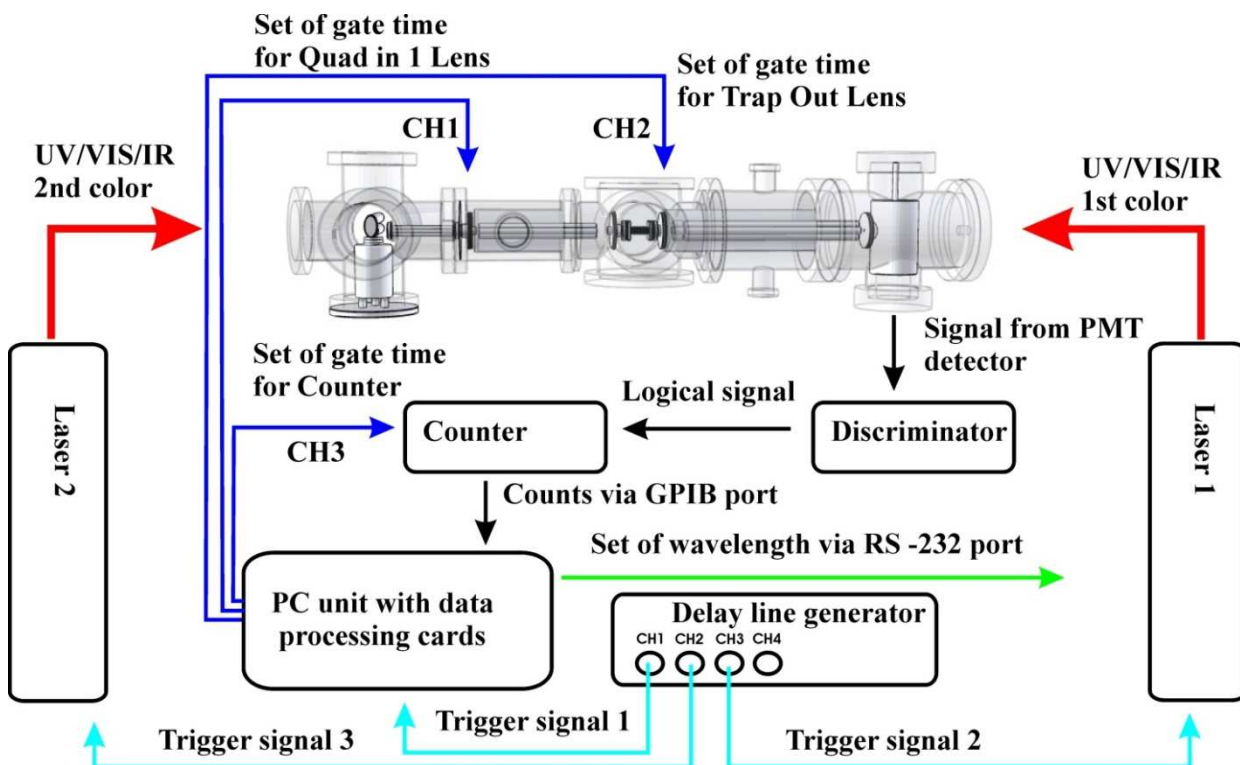 Set of gate time
for Quad in 1 Lens
Set of gate time
for Trap Out Lens
CH1
CH2
UV/VIS/IR
2nd color
UV/VIS/IR
1st color
Signal from PMT
detector
Set of gate time
for Counter
Logical signal
CH3
Counter
Discriminator
Laser 2
Laser 1
Counts via GPIB port
Set of wavelength via RS -232 port
PC unit with data
processing cards
Delay line generator
CH1 CH2 CH3 CH4
Trigger signal 1
Trigger signal 3
Trigger signal 2